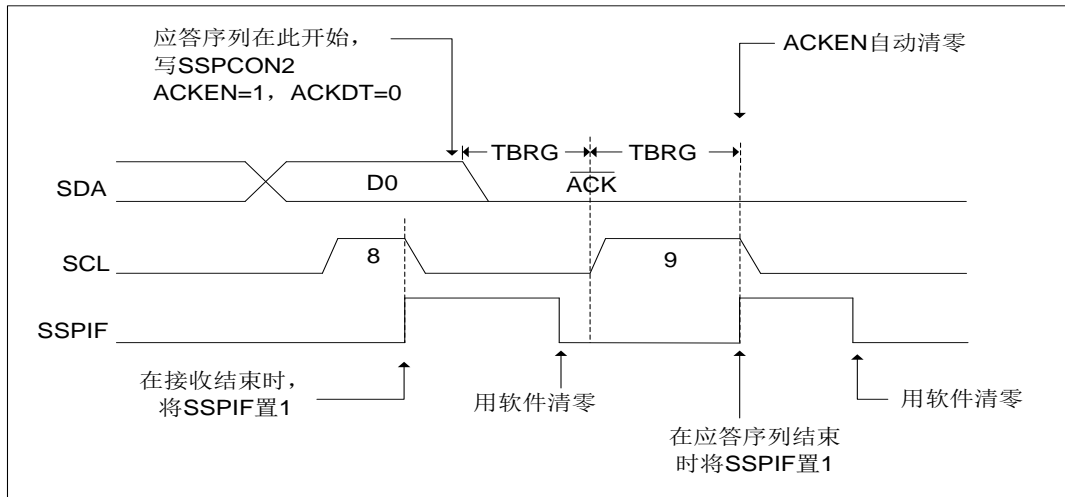 应答序列在此开始，
写SSPCON2
ACKEN=1，ACKDT=0
ACKEN自动清零
TBRG
TBRG
SDA
D0
ACK
SCL
8
9
SSPIF
在接收结束时，
将SSPIF置1
用软件清零
在应答序列结束
时将SSPIF置1
用软件清零